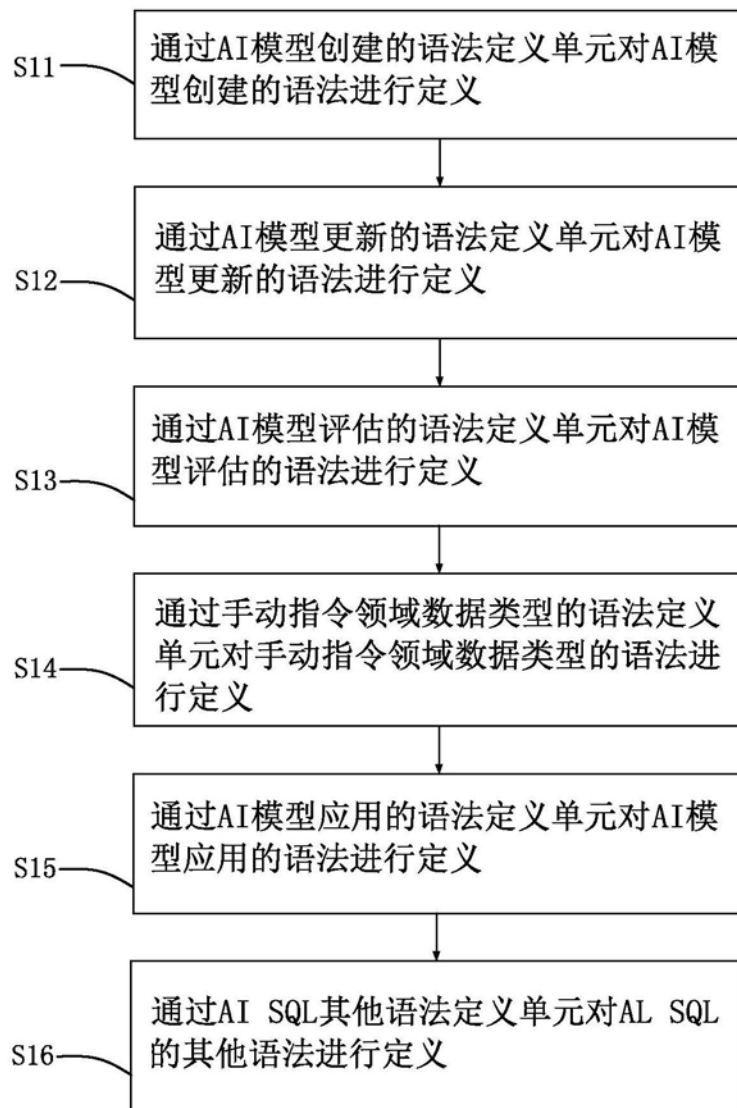 S11
通过AI模型创建的语法定义单元对AI模
型创建的语法进行定义
S12
通过AI模型更新的语法定义单元对AI模
型更新的语法进行定义
S13
通过AI模型评估的语法定义单元对AI模
型评估的语法进行定义
S14
通过手动指令领域数据类型的语法定义
单元对手动指令领域数据类型的语法进
行定义
S15
通过AI模型应用的语法定义单元对AI模
型应用的语法进行定义
S16
通过AI SQL其他语法定义单元对AL SQL
的其他语法进行定义